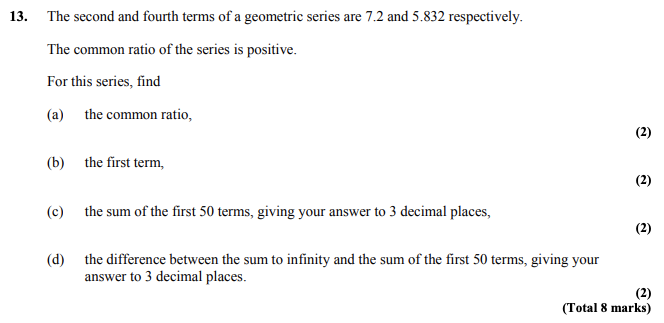 13. The second and fourth terms of a geometric series are 7.2 and 5.832 respectively.
The common ratio of the series is positive.
For this series, find
(a) the common ratio,
(2)
(b) the first term,
(2)
(c) the sum of the first 50 terms, giving your answer to 3 decimal places,
(2)
(d) the difference between the sum to infinity and the sum of the first 50 terms, giving your
answer to 3 decimal places.
(2)
(Total 8 marks)